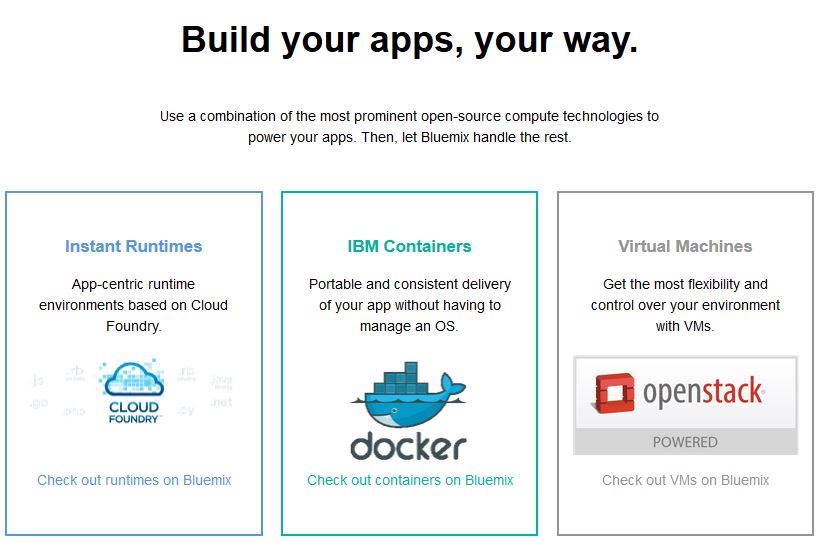 Build your apps, your way.
Use a combination of the most prominent open-source compute technologies to
power your apps. Then, let Bluemix handle the rest.
Instant Runtimes
App-centric runtime
environments based on Cloud
Foundry.
.js
.rb
.rb
.java
.go
.php
.py
.net
CLOUD
FOUNDRY
Check out runtimes on Bluemix
IBM Containers
Portable and consistent delivery
of your app without having to
manage an OS.
docker
Check out containers on Bluemix
Virtual Machines
Get the most flexibility and
control over your environment
with VMs.
openstack
POWERED
Check out VMs on Bluemix